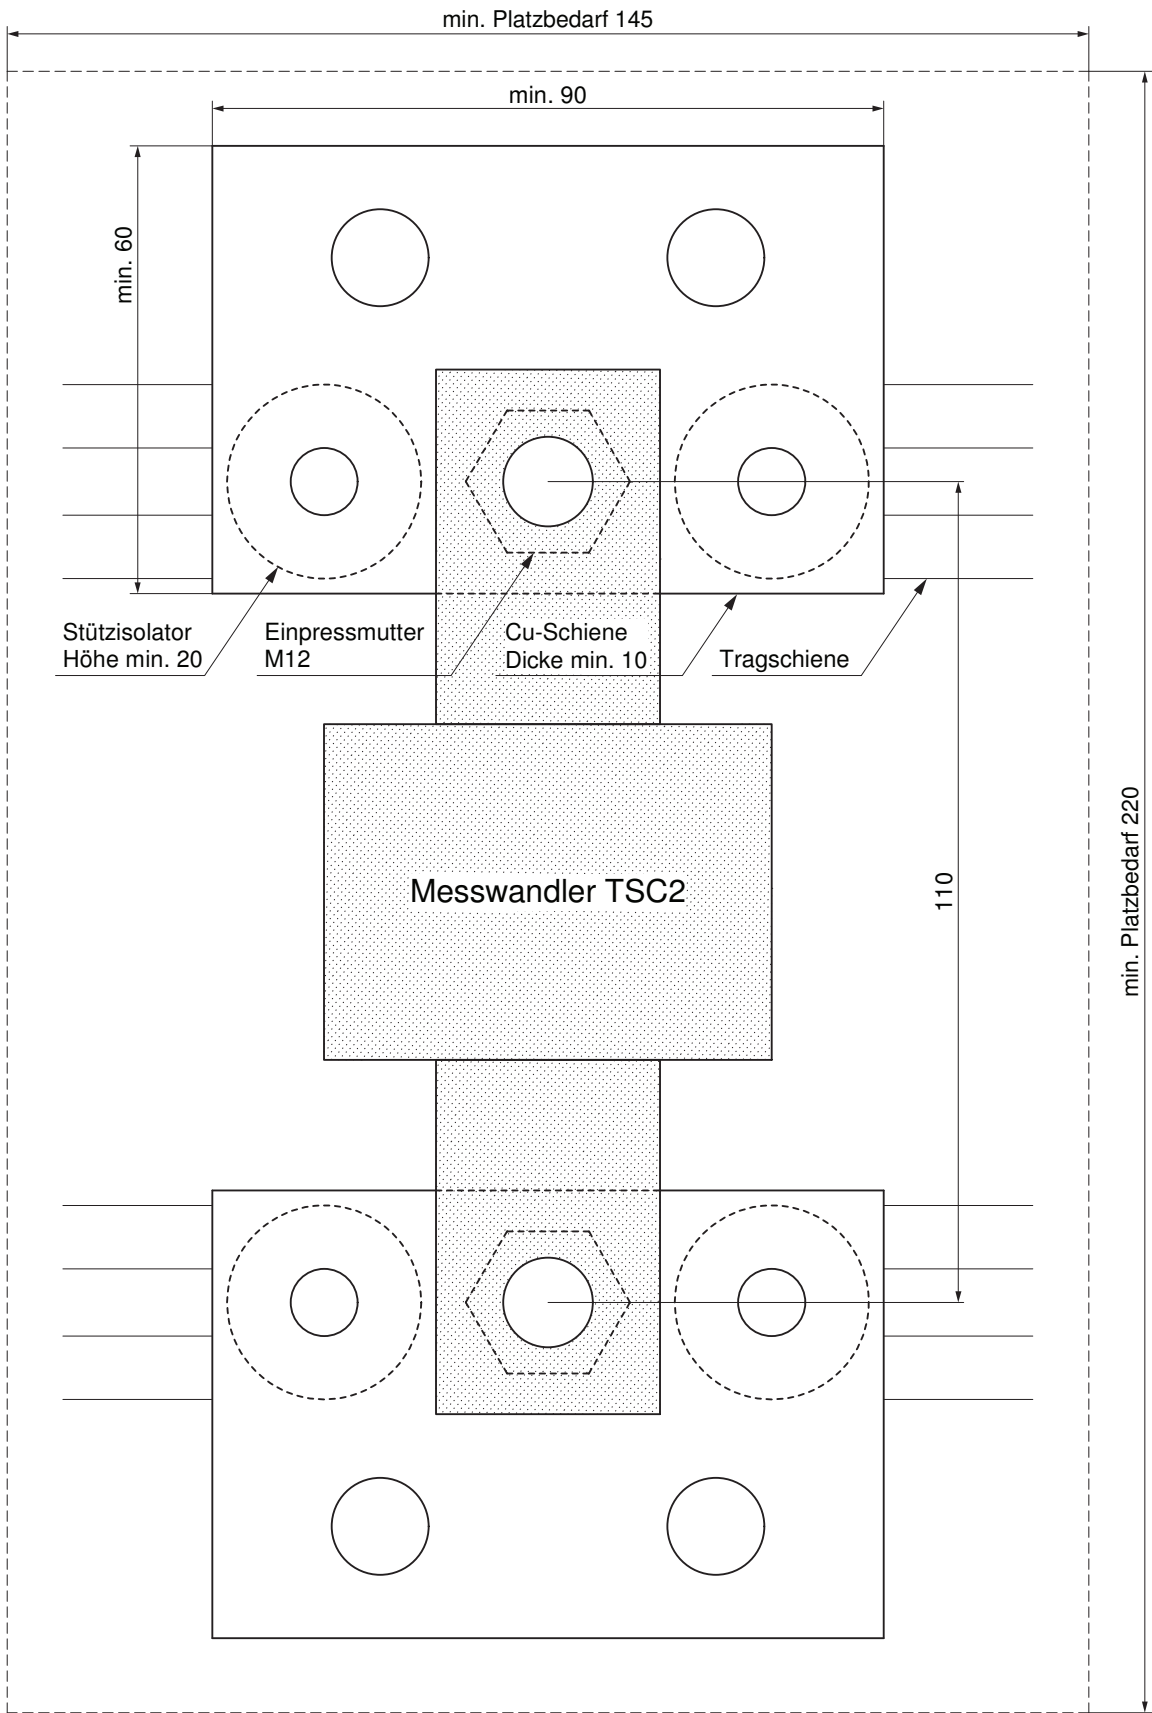 min. Platzbedarf 145
min. 90
min. 60
Stützisolator
Höhe min. 20
Einpressmutter
M12
Cu-Schiene
Dicke min. 10
Tragschiene
Messwandler TSC2
110
min. Platzbedarf 220